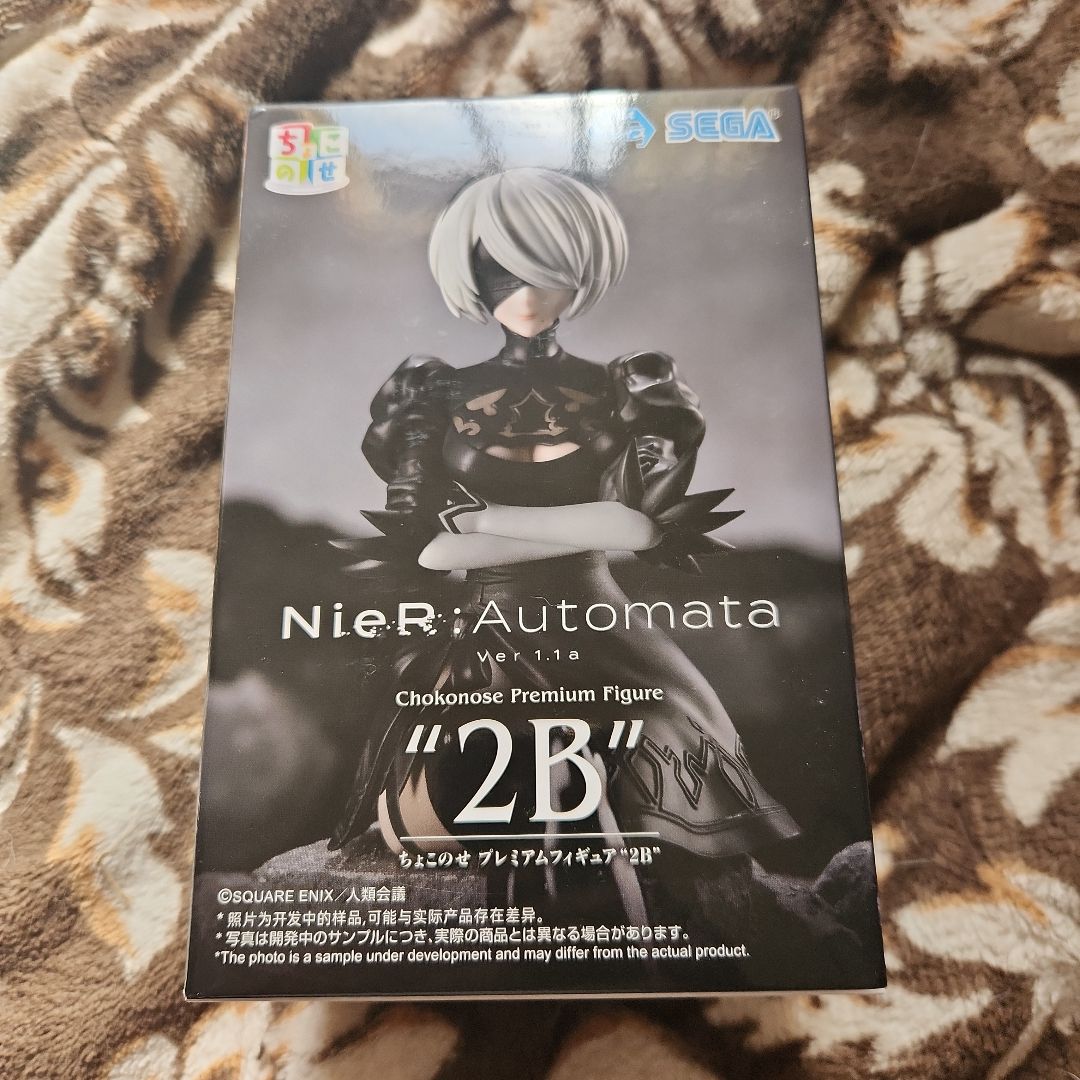 ちょこ
のせ
SEGA
NieR:Automata
Ver 1.1a
Chokonose Premium Figure
"2B"
ちょこのせ プレミアムフィギュア"2B"
©SQUARE ENIX/人類会議
*照片为开发中的样品,可能与实际产品存在差异。
*写真は開発中のサンプルにつき、実際の商品とは異なる場合があります。
*The photo is a sample under development and may differ from the actual product.